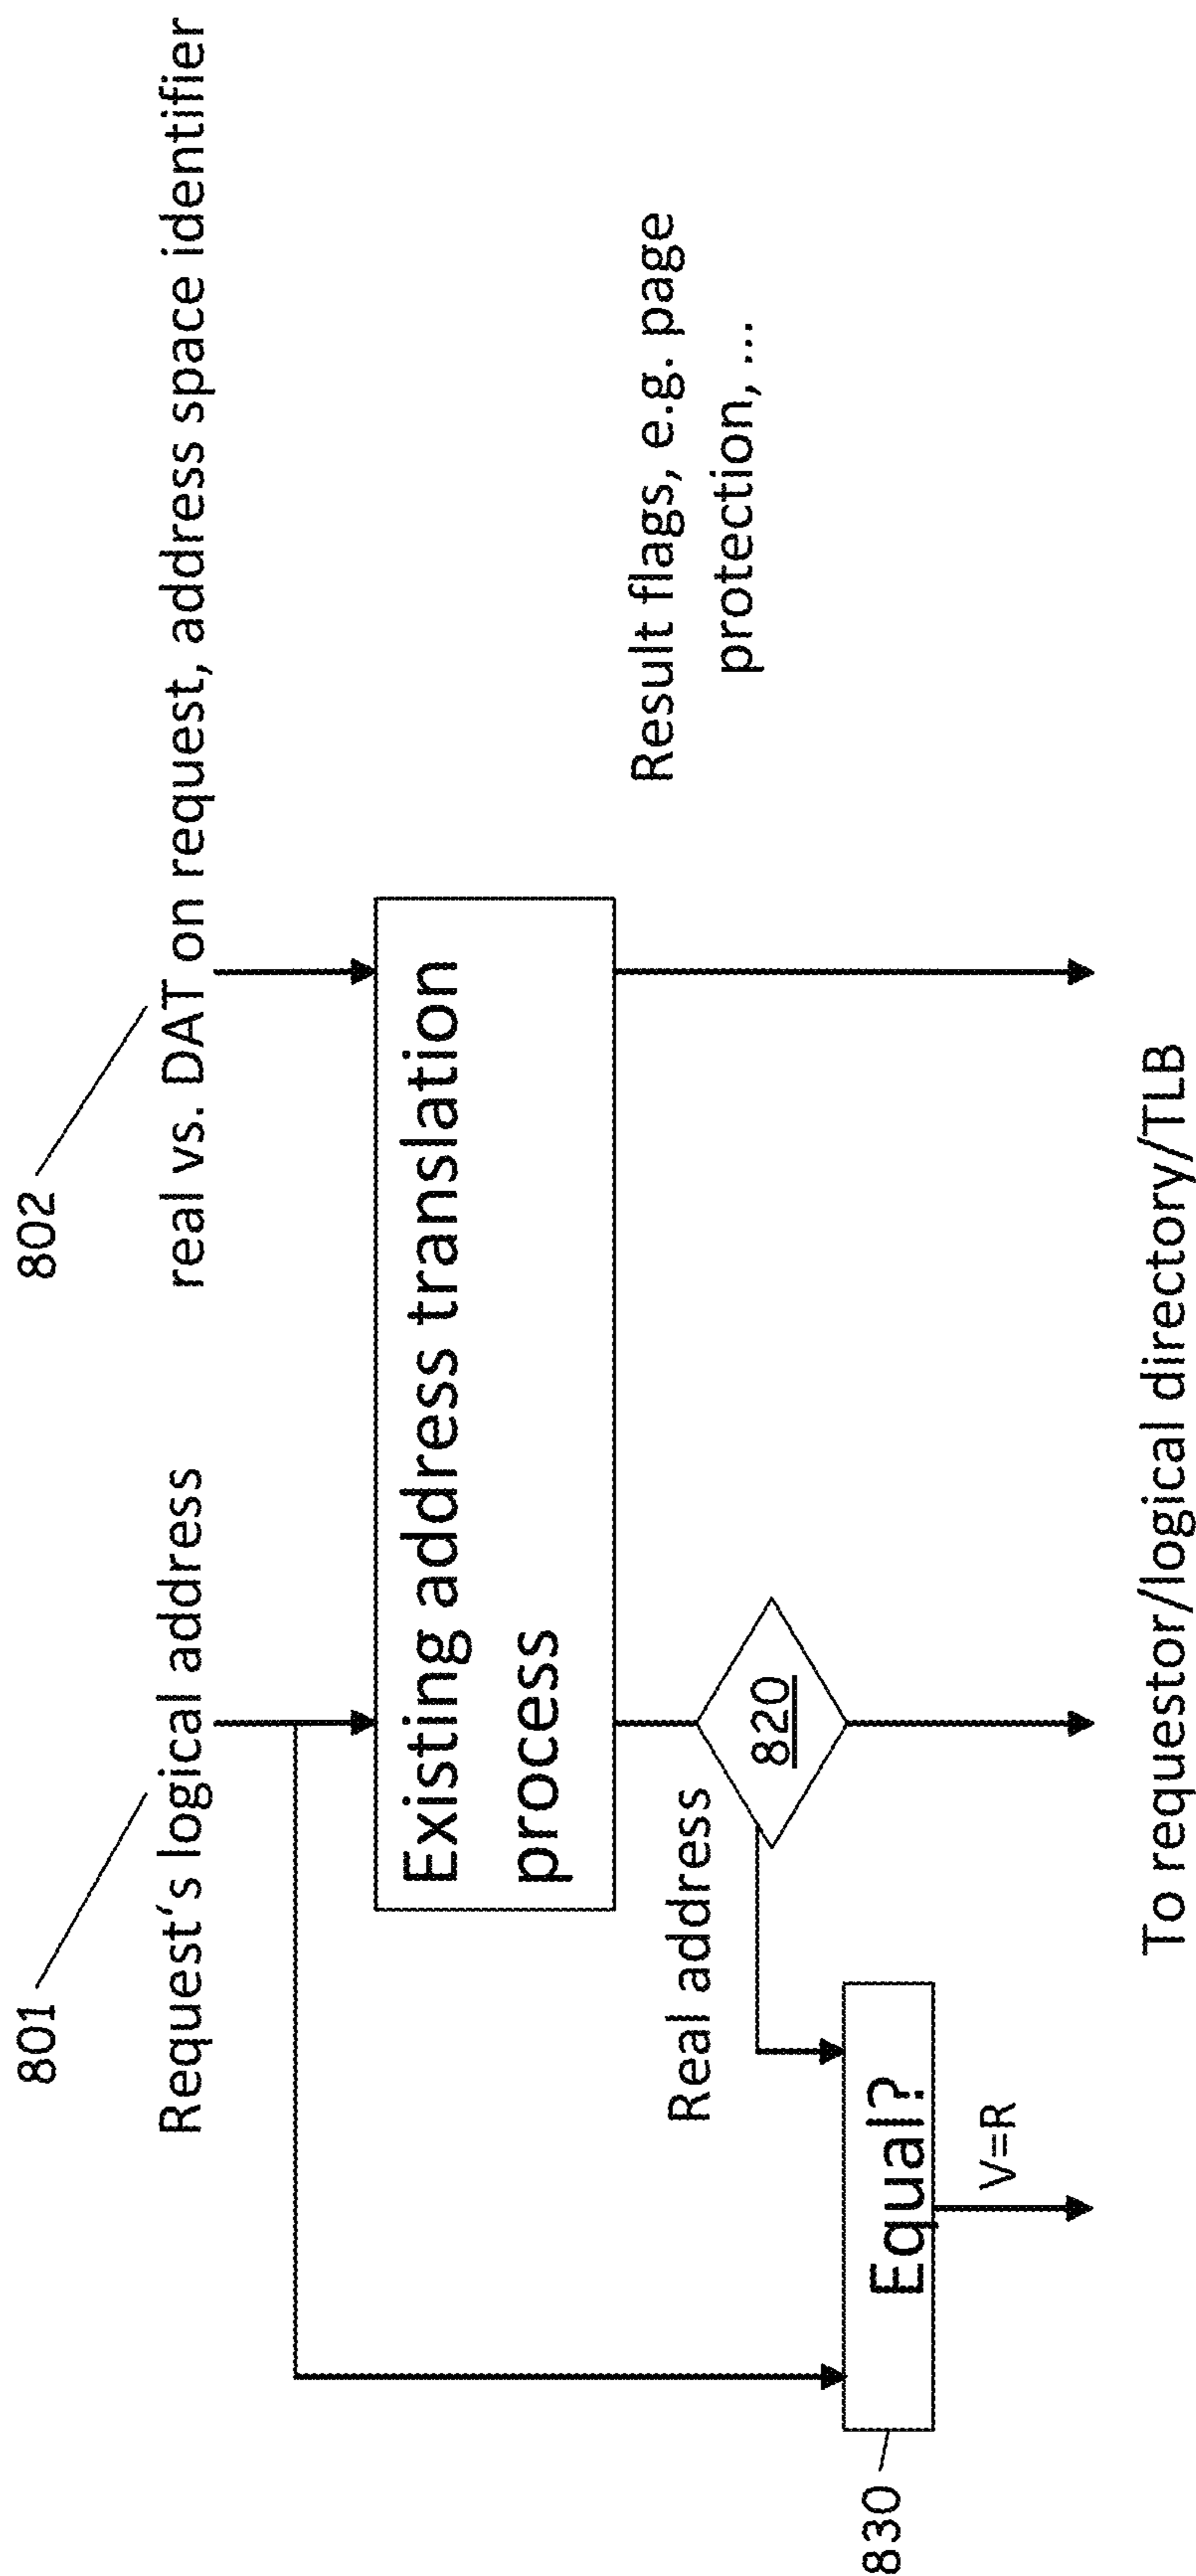 801
802
Request's logical address
real vs. DAT on request, address space identifier
Existing address translation
process
Real address
820
Result flags, e.g. page
protection, ...
830
Equal?
V=R
To requestor/logical directory/TLB